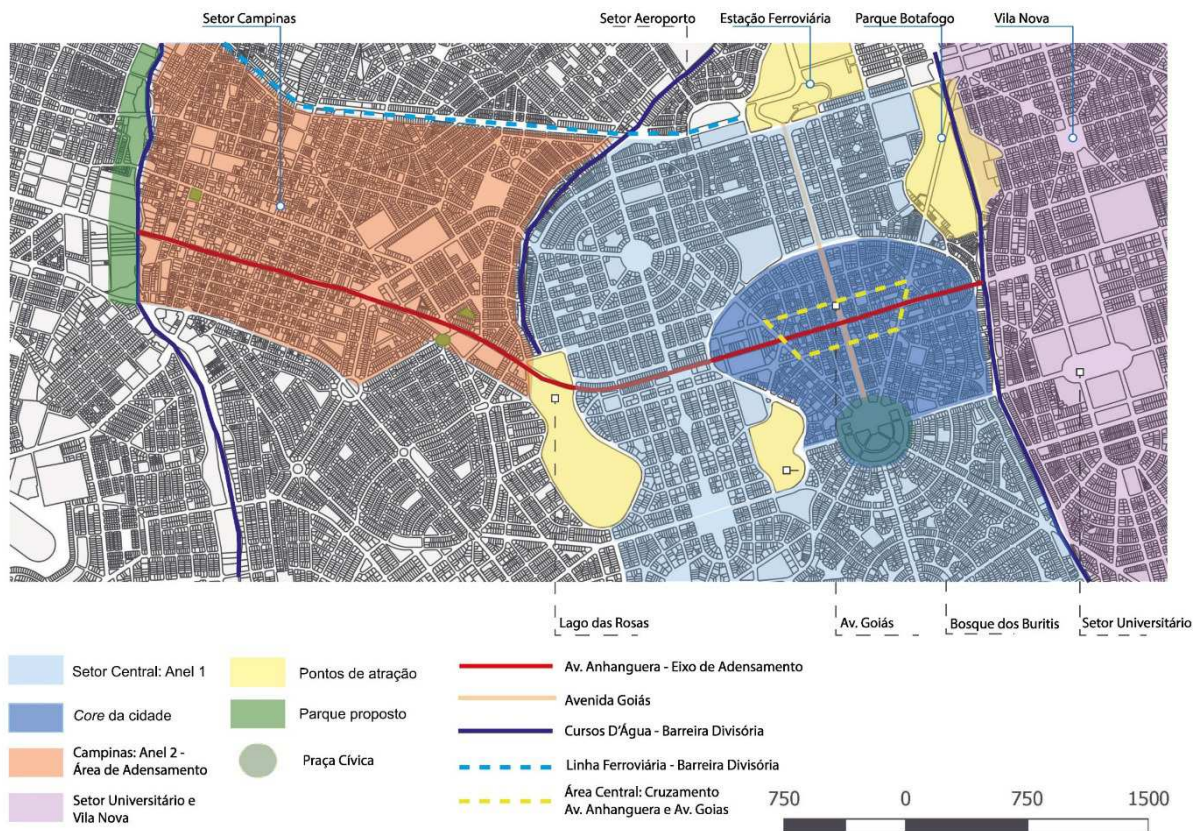 Setor Campinas
Setor Aeroporto
Estação Ferroviária
Parque Botafogo
Vila Nova
Lago das Rosas
Av. Goiás
Bosque dos Buritis
Setor Universitário
Setor Central: Anel 1
Core da cidade
Campinas: Anel 2 -
Área de Adensamento
Setor Universitário e
Vila Nova
Pontos de atração
Parque proposto
Praça Cívica
Av. Anhanguera - Eixo de Adensamento
Avenida Goiás
Cursos D'Água - Barreira Divisória
Linha Ferroviária - Barreira Divisória
Área Central: Cruzamento
Av. Anhanguera e Av. Goias
750 0 750 1500